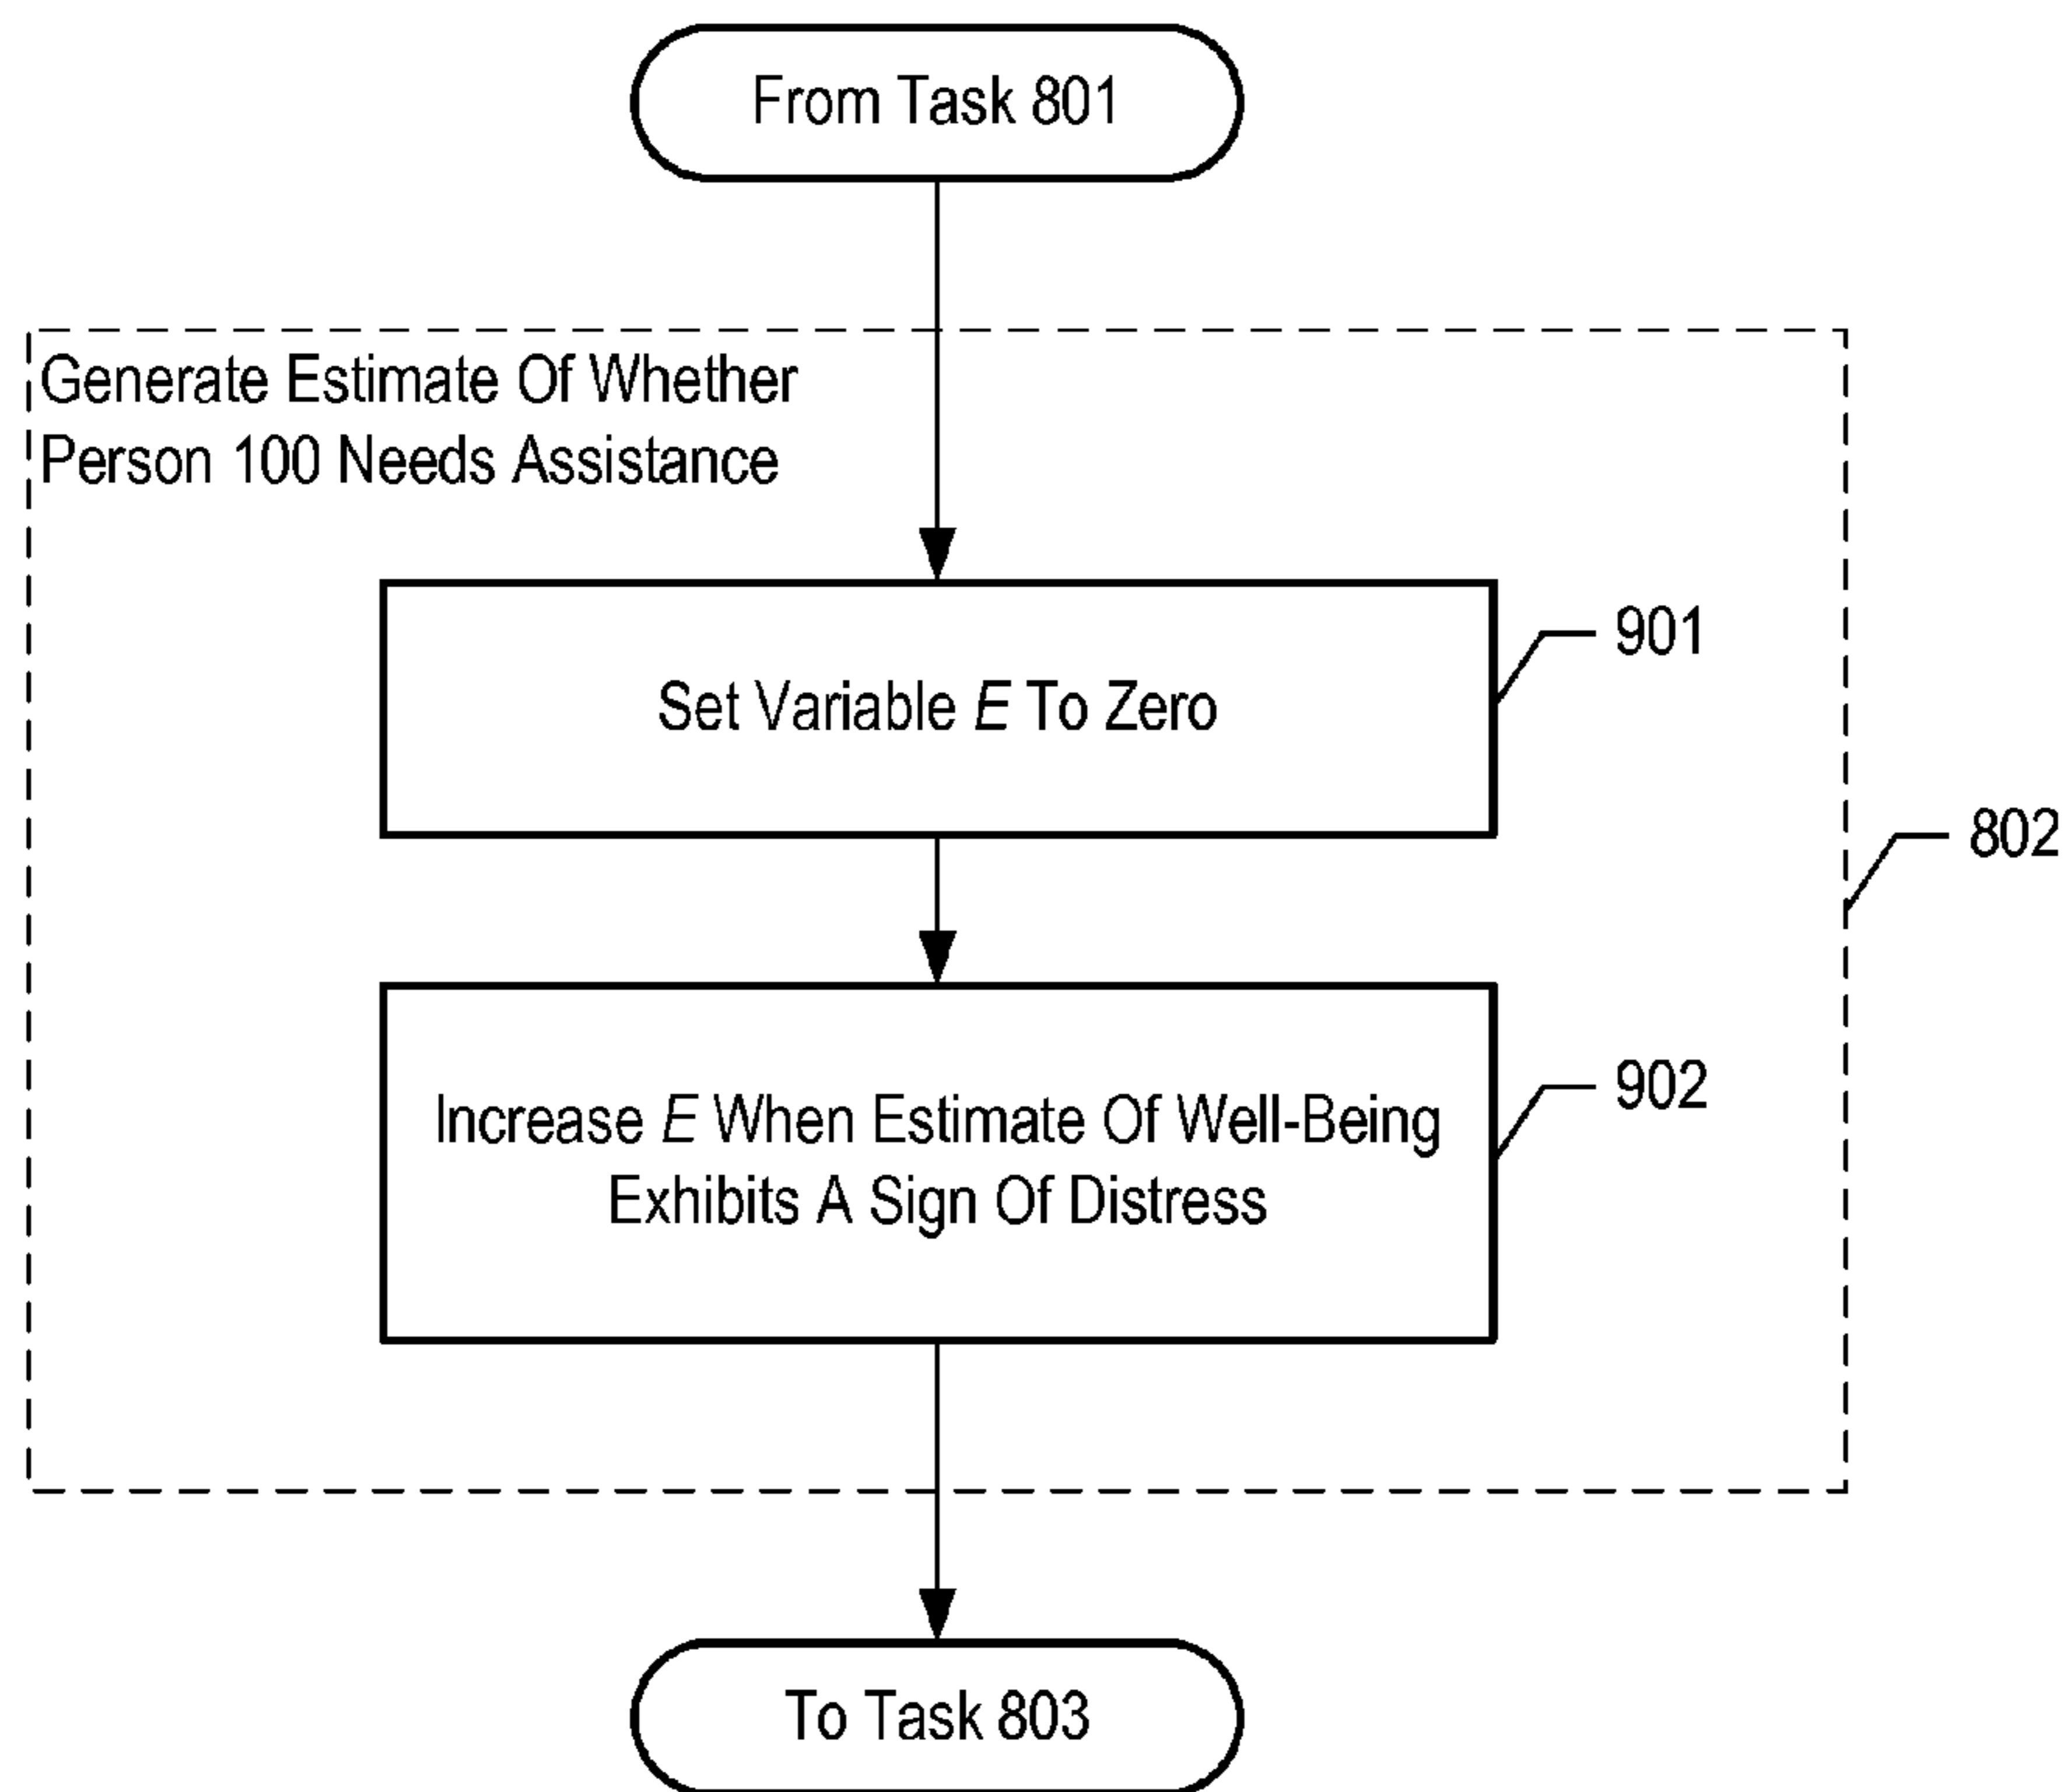 From Task 801
Generate Estimate Of Whether
Person 100 Needs Assistance
Set Variable E To Zero
901
802
Increase E When Estimate Of Well-Being
Exhibits A Sign Of Distress
902
To Task 803